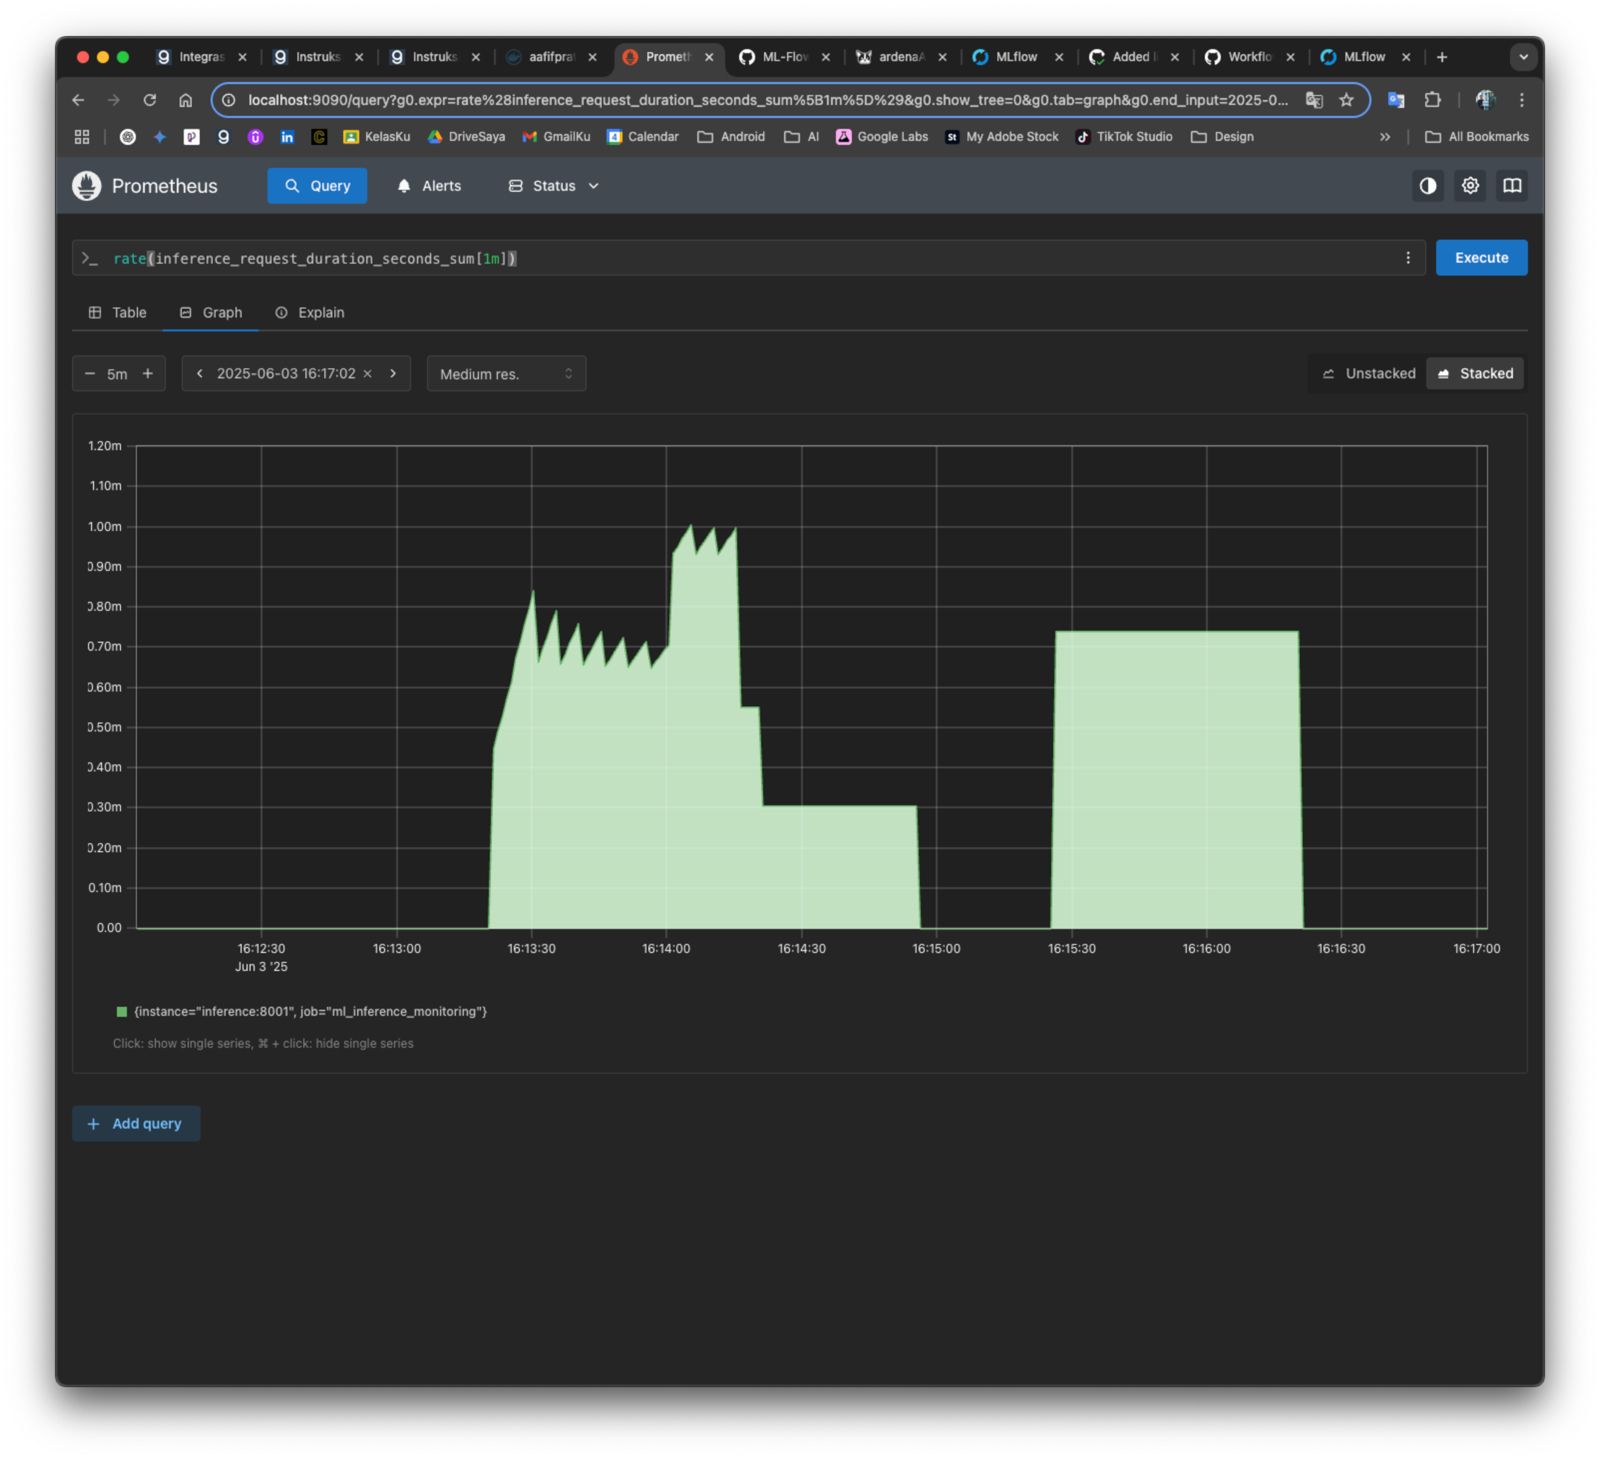 Integras
Instruks
Instruks
aafifprat
Prometh
ML-Flow
ardenaA
MLflow
Added l
Workflo
MLflow
localhost:9090/query?g0.expr=rate%28inference_request_duration_seconds_sum%5B1m%5D%29&g0.show_tree=0&g0.tab=graph&g0.end_input=2025-0...
KelasKu
DriveSaya
GmailKu
Calendar
Android
AI
Google Labs
My Adobe Stock
TikTok Studio
Design
All Bookmarks
Prometheus
Query
Alerts
Status
rate(inference_request_duration_seconds_sum[1m])
Execute
Table
Graph
Explain
5m
2025-06-03 16:17:02
Medium res.
Unstacked
Stacked
1.20m
1.10m
1.00m
0.90m
0.80m
0.70m
0.60m
0.50m
0.40m
0.30m
0.20m
0.10m
0.00
16:12:30
16:13:00
16:13:30
16:14:00
16:14:30
16:15:00
16:15:30
16:16:00
16:16:30
16:17:00
Jun 3 '25
{instance="inference:8001", job="ml_inference_monitoring"}
Click: show single series, ⌘ + click: hide single series
+ Add query